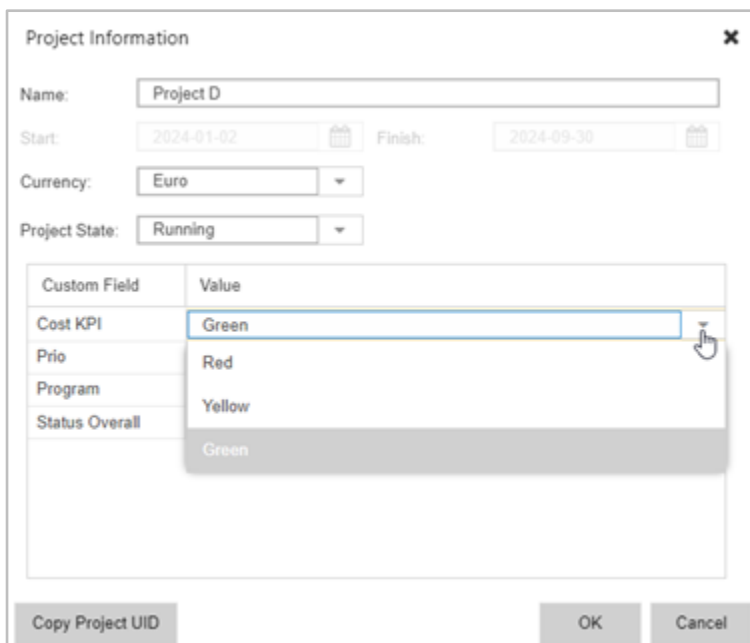 Project Information
Name: Project D
Start: 2024-01-02 Finish: 2024-09-30
Currency: Euro
Project State: Running
Custom Field Value
Cost KPI Green
Prio Red
Program Yellow
Status Overall Green
Copy Project UID OK Cancel